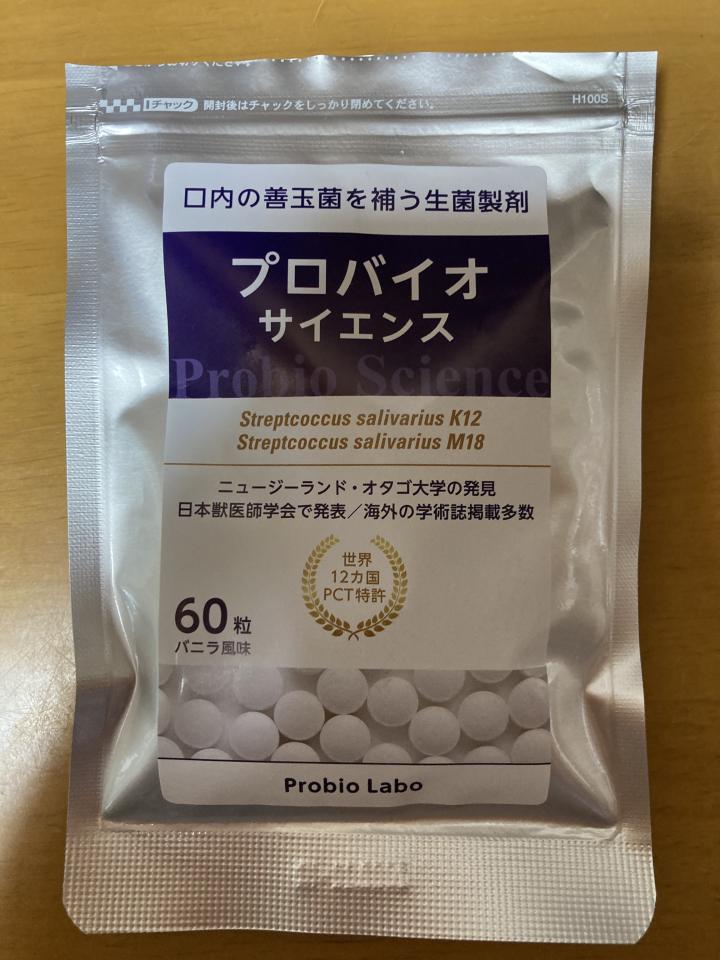 チャック 開封後はチャックをしっかり閉めてください。
H100S
口内の善玉菌を補う生菌製剤
プロバイオ
サイエンス
Probio Science
Streptcoccus salivarius K12
Streptcoccus salivarius M18
ニュージーランド・オタゴ大学の発見
日本獣医師学会で発表／海外の学術誌掲載多数
世界
12カ国
PCT特許
60粒
バニラ風味
Probio Labo